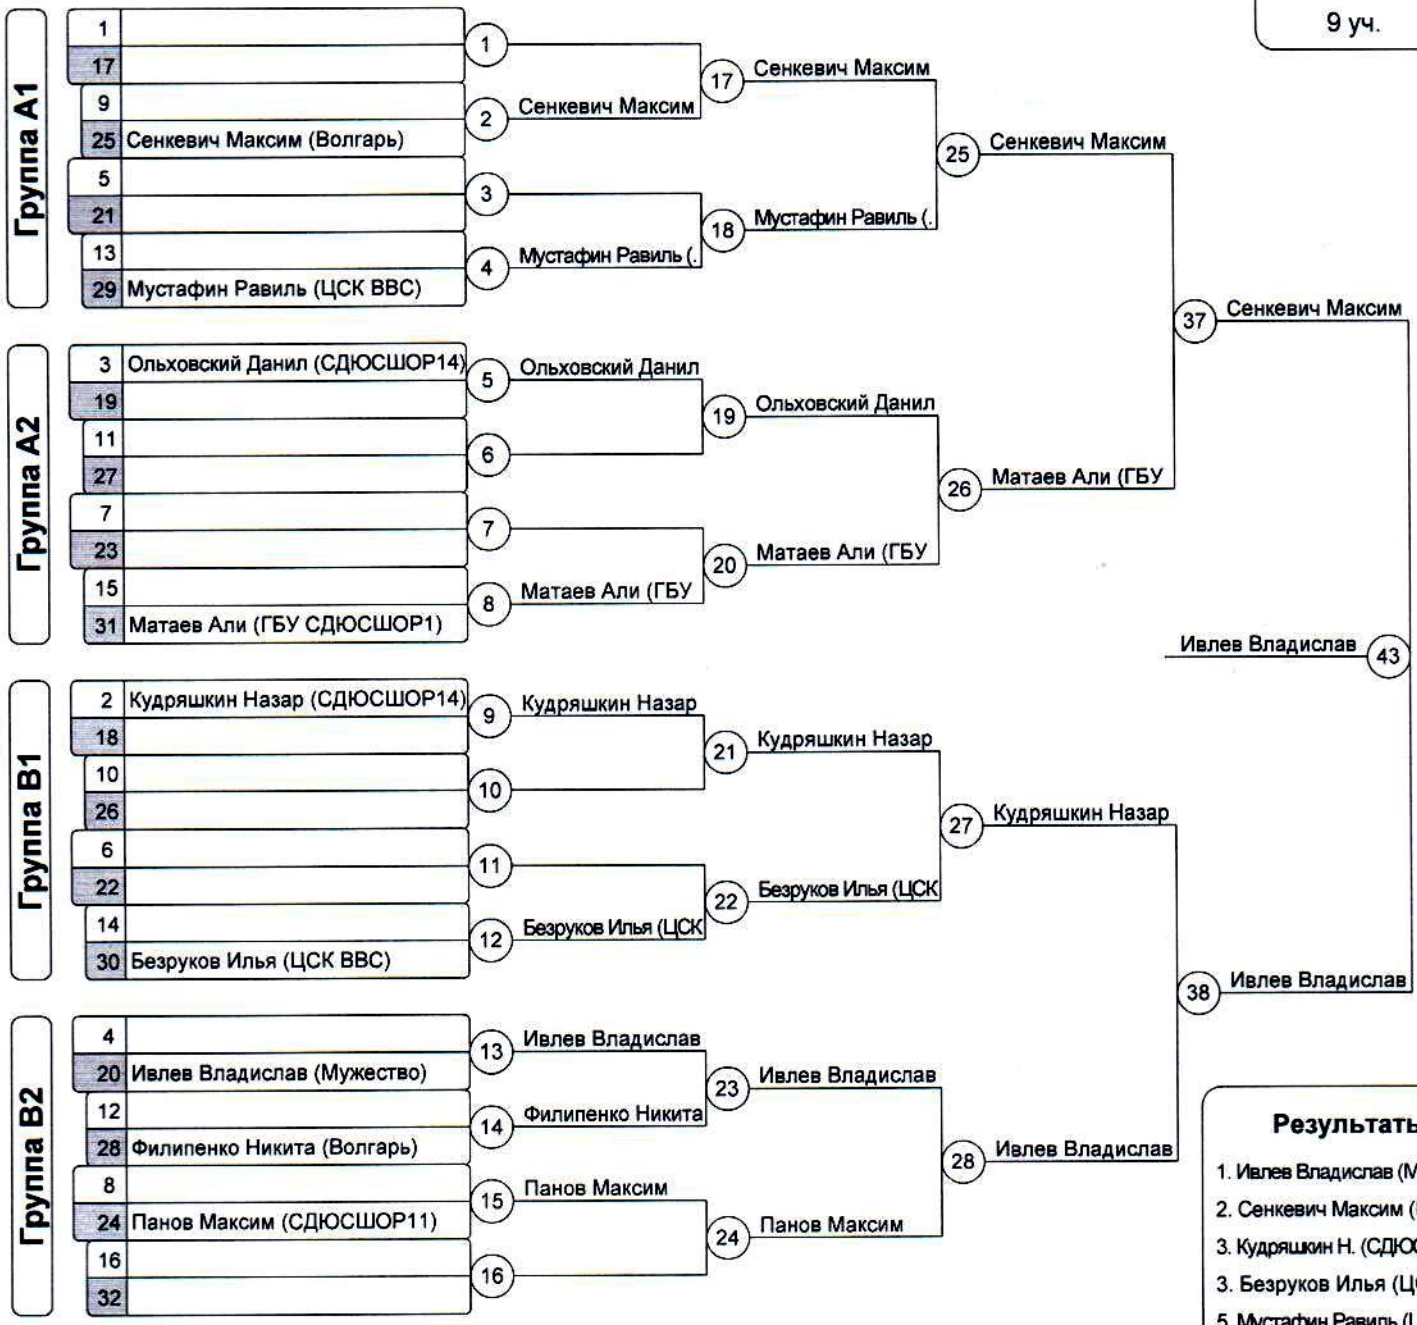 9 уч.
Группа А1
1
17
9
25 Сенкевич Максим (Волгарь)
5
21
13
29 Мустафин Равиль (ЦСК ВВС)
1
2 Сенкевич Максим
3
4 Мустафин Равиль (.
17 Сенкевич Максим
18 Мустафин Равиль (.
25 Сенкевич Максим
Группа А2
3 Ольховский Данил (СДЮСШОР14)
19
11
27
7
23
15
31 Матаев Али (ГБУ СДЮСШОР1)
5 Ольховский Данил
6
7
8 Матаев Али (ГБУ
19 Ольховский Данил
20 Матаев Али (ГБУ
26 Матаев Али (ГБУ
37 Сенкевич Максим
Ивлев Владислав 43
Группа В1
2 Кудряшкин Назар (СДЮСШОР14)
18
10
26
6
22
14
30 Безруков Илья (ЦСК ВВС)
9 Кудряшкин Назар
10
11
12 Безруков Илья (ЦСК
21 Кудряшкин Назар
22 Безруков Илья (ЦСК
27 Кудряшкин Назар
38 Ивлев Владислав
Группа В2
4
20 Ивлев Владислав (Мужество)
12
28 Филипенко Никита (Волгарь)
8
24 Панов Максим (СДЮСШОР11)
16
32
13 Ивлев Владислав
14 Филипенко Никита
15 Панов Максим
16
23 Ивлев Владислав
24 Панов Максим
28 Ивлев Владислав
Результаты
1. Ивлев Владислав (М
2. Сенкевич Максим (
3. Кудряшкин Н. (СДЮ
3. Безруков Илья (Ц
5. Мустафин Равиль (